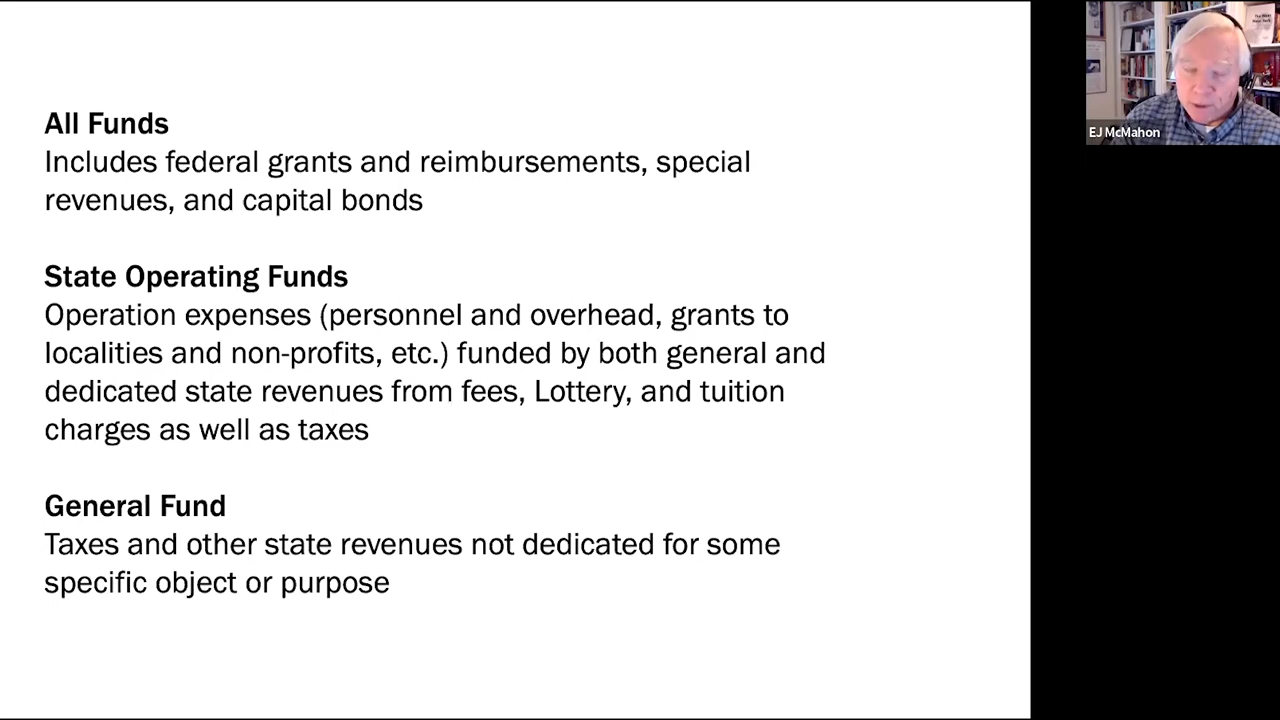 All Funds
Includes federal grants and reimbursements, special
revenues, and capital bonds
State Operating Funds
Operation expenses (personnel and overhead, grants to
localities and non-profits, etc.) funded by both general and
dedicated state revenues from fees, Lottery, and tuition
charges as well as taxes
General Fund
Taxes and other state revenues not dedicated for some
specific object or purpose
EJ McMahon